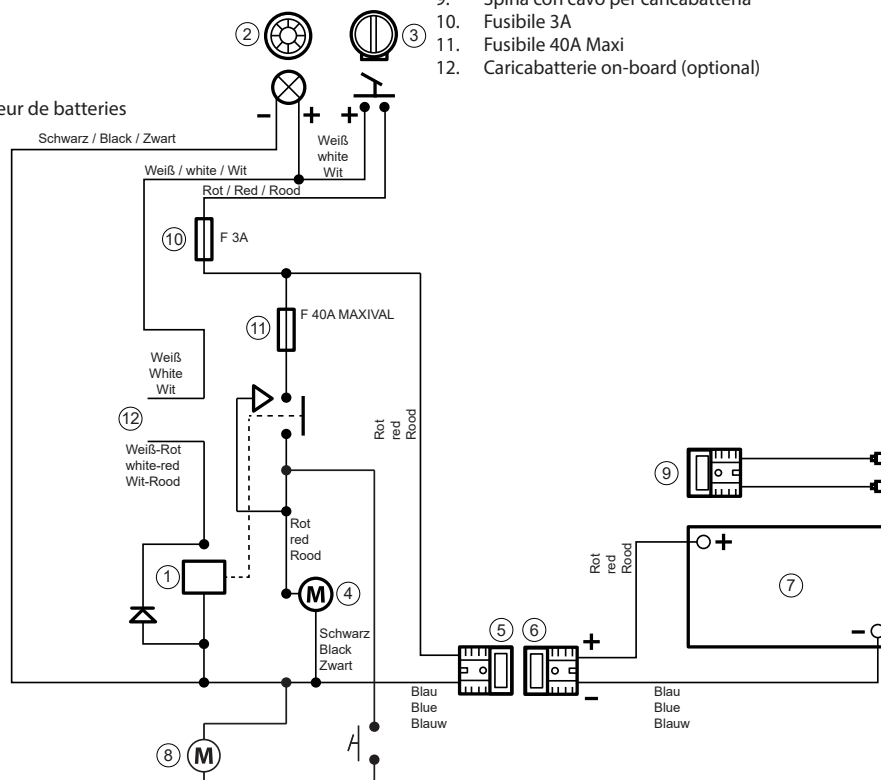 9. Spina con cavo per caricabatteria
10. Fusibile 3A
11. Fusibile 40A Maxi
12. Caricabatterie on-board (optional)
eur de batteries
2
3
Schwarz / Black / Zwart
- + +
Weiß
white
Wit
Weiß / white / Wit
Rot / Red / Rood
10
F 3A
11
F 40A MAXIVAL
Weiß
White
Wit
12
Weiß-Rot
white-red
Wit-Rood
Rot
red
Rood
9
Rot
red
Rood
1
M
4
Rot
red
Rood
+
7
-
Schwarz
Black
Zwart
5
6
+
-
Blau
Blue
Blauw
Blau
Blue
Blauw
8
M